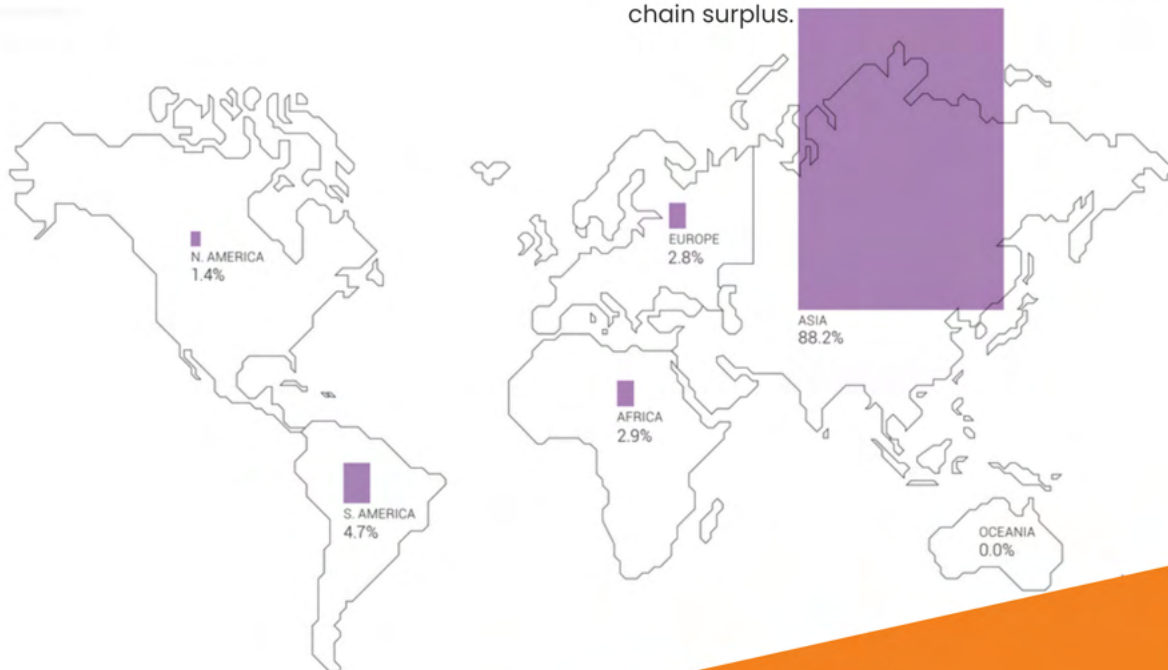 chain surplus.
N. AMERICA
1.4%
EUROPE
2.8%
ASIA
88.2%
AFRICA
2.9%
S. AMERICA
4.7%
OCEANIA
0.0%